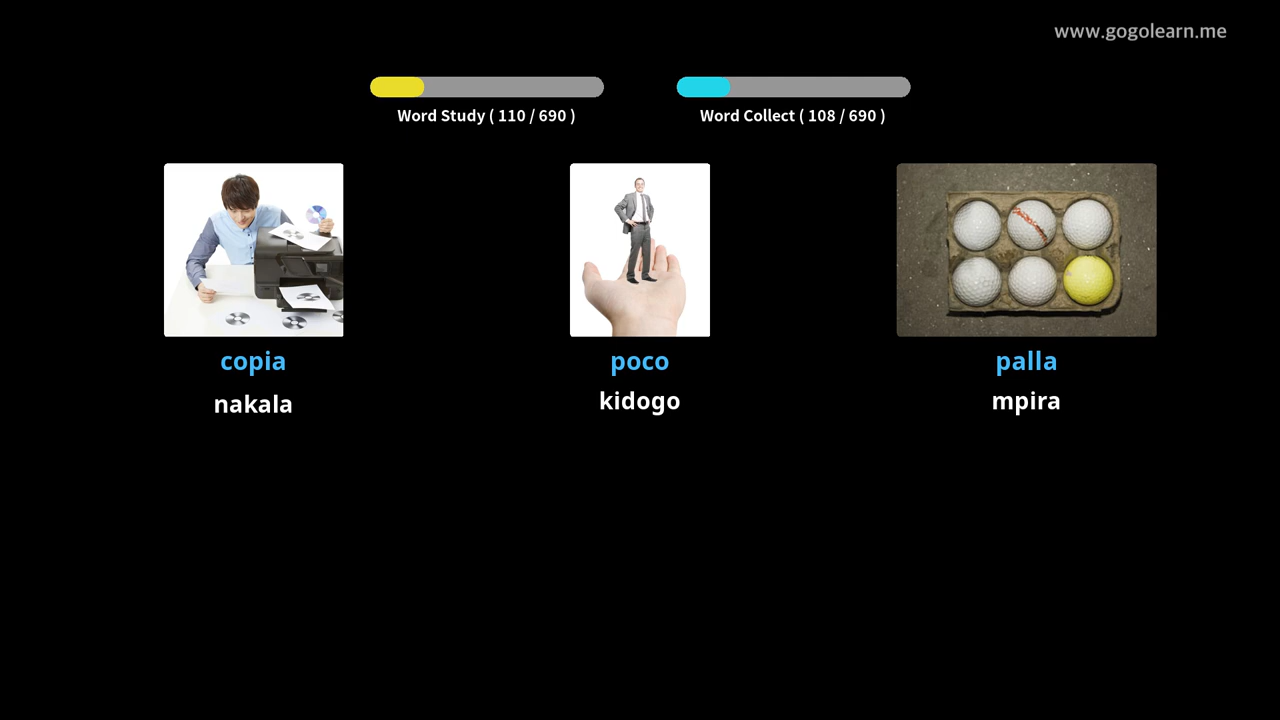 www.gogolearn.me
Word Study ( 110 / 690 )
Word Collect ( 108 / 690 )
copia
poco
palla
nakala
kidogo
mpira